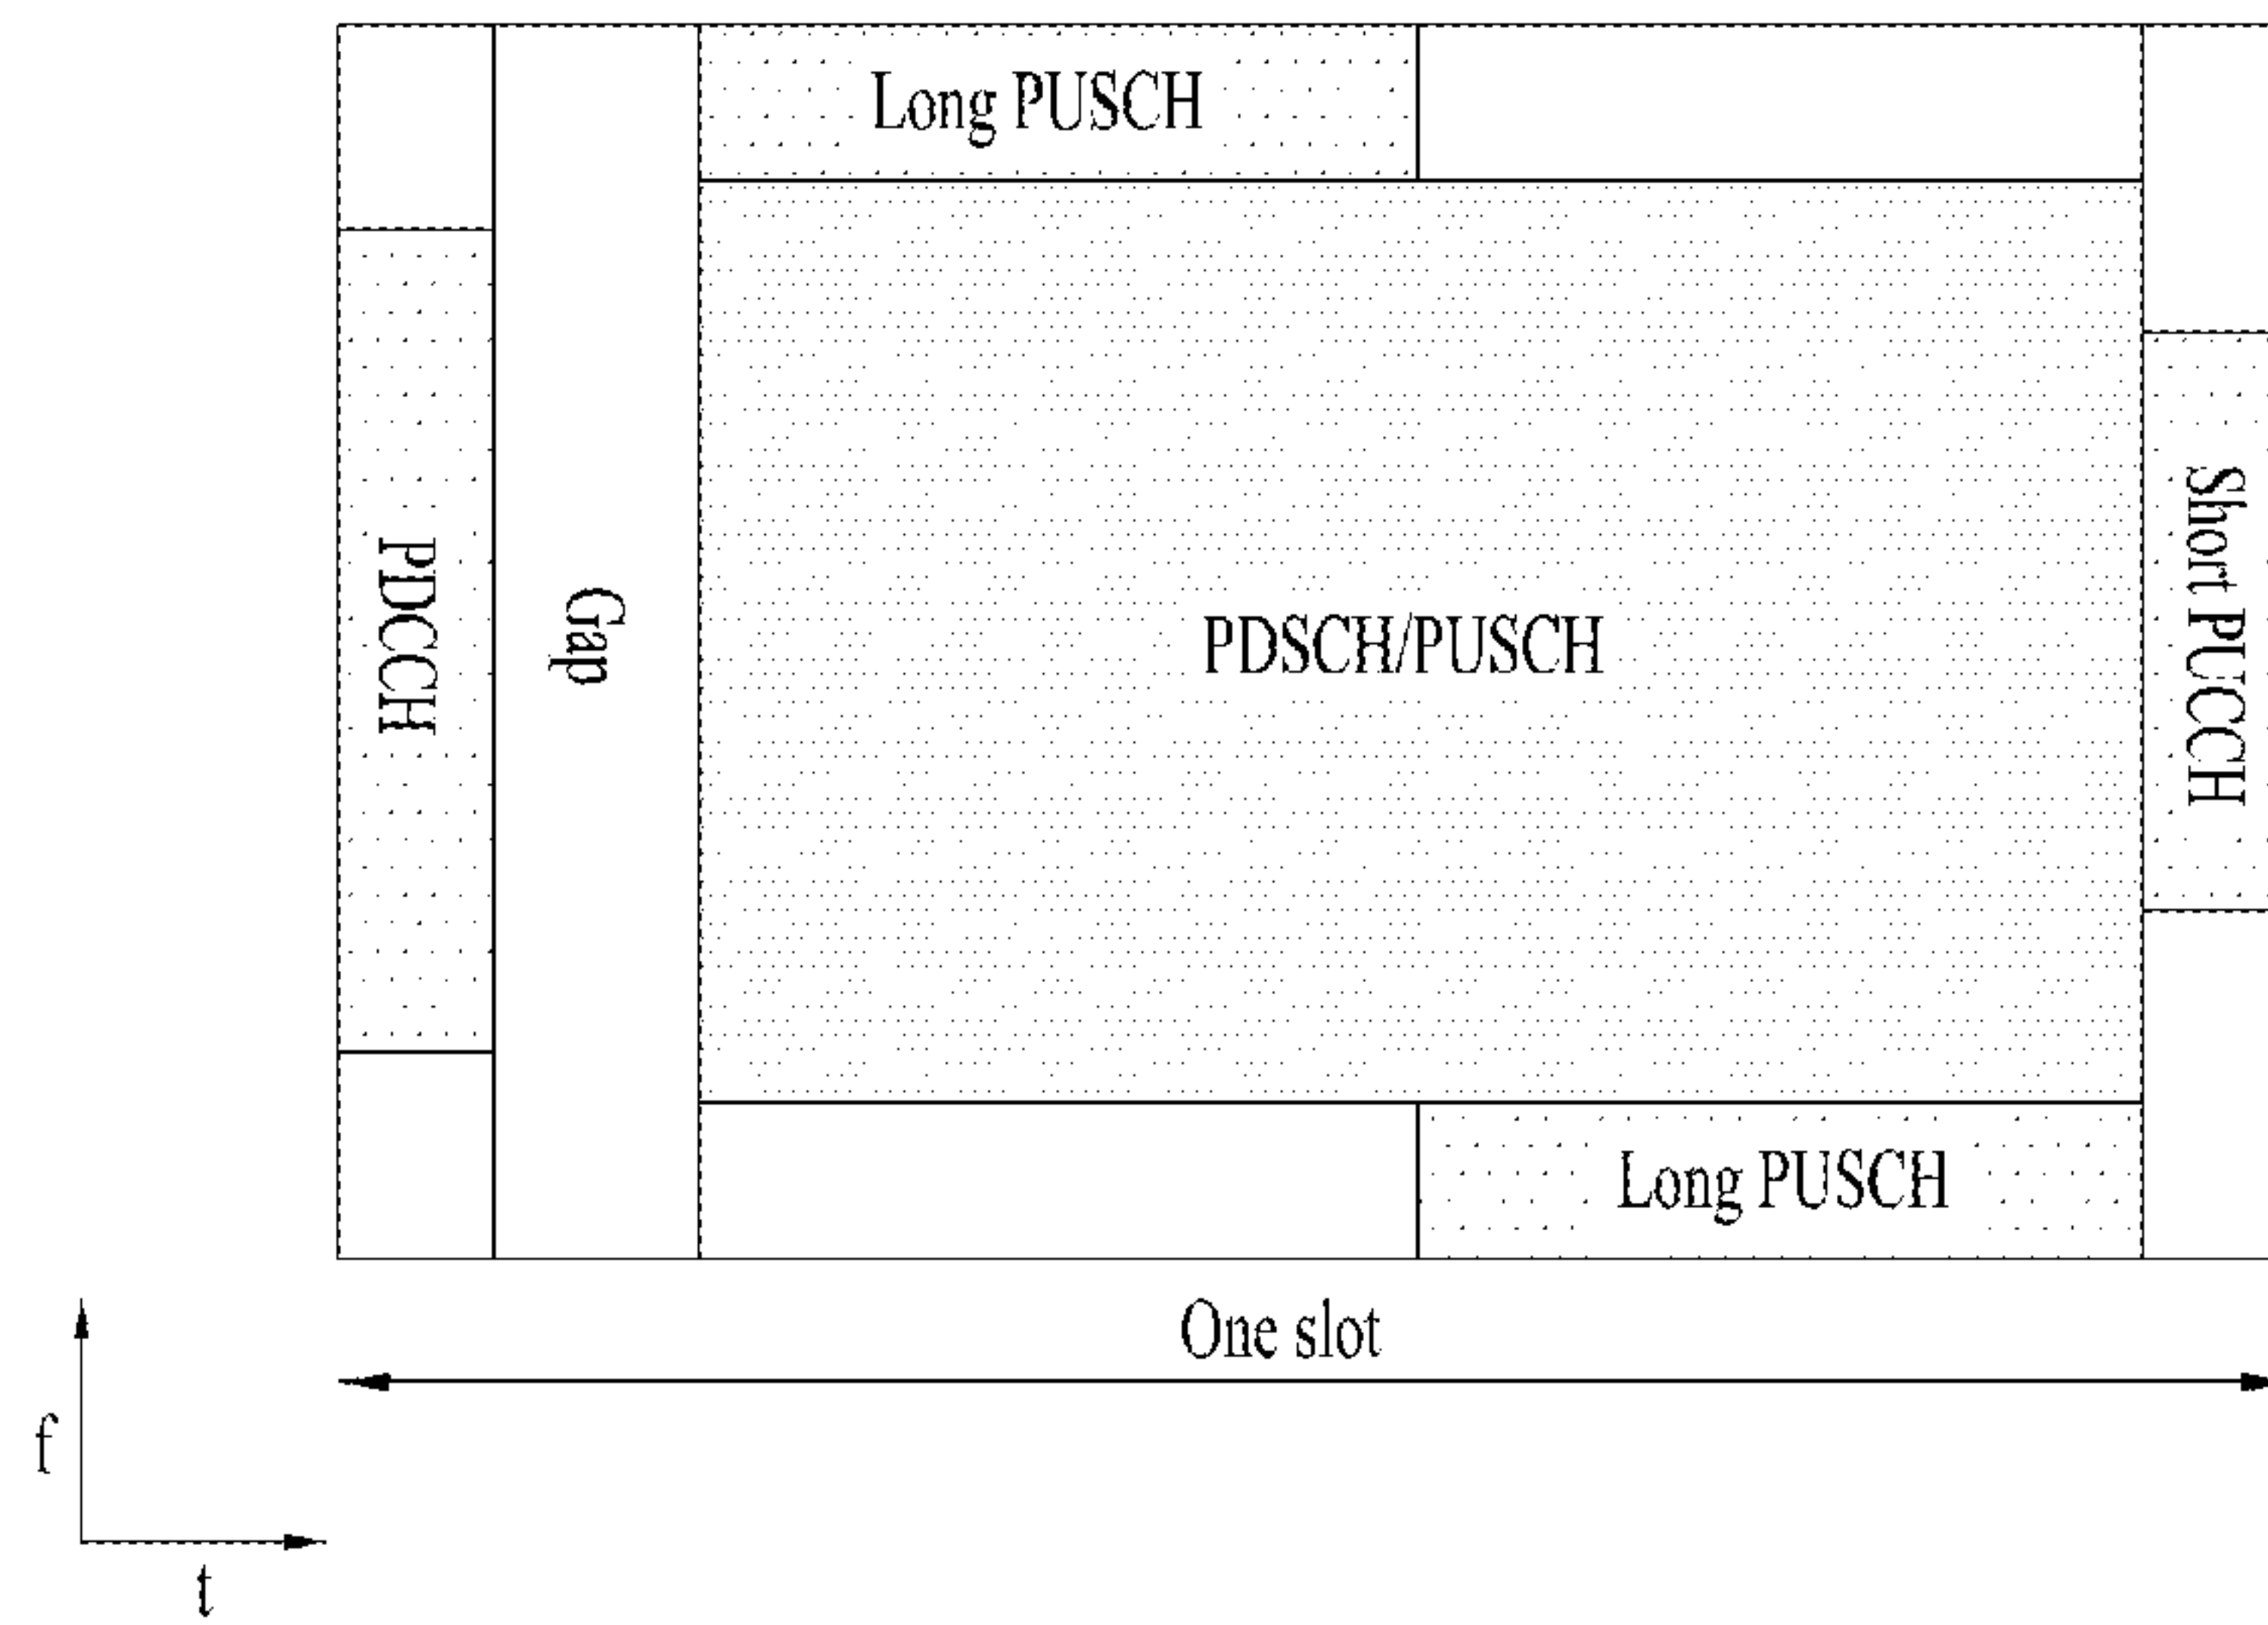 Long PUSCH
PDCCH
Gap
PDSCH/PUSCH
Short PUCCH
Long PUSCH
One slot
f
t